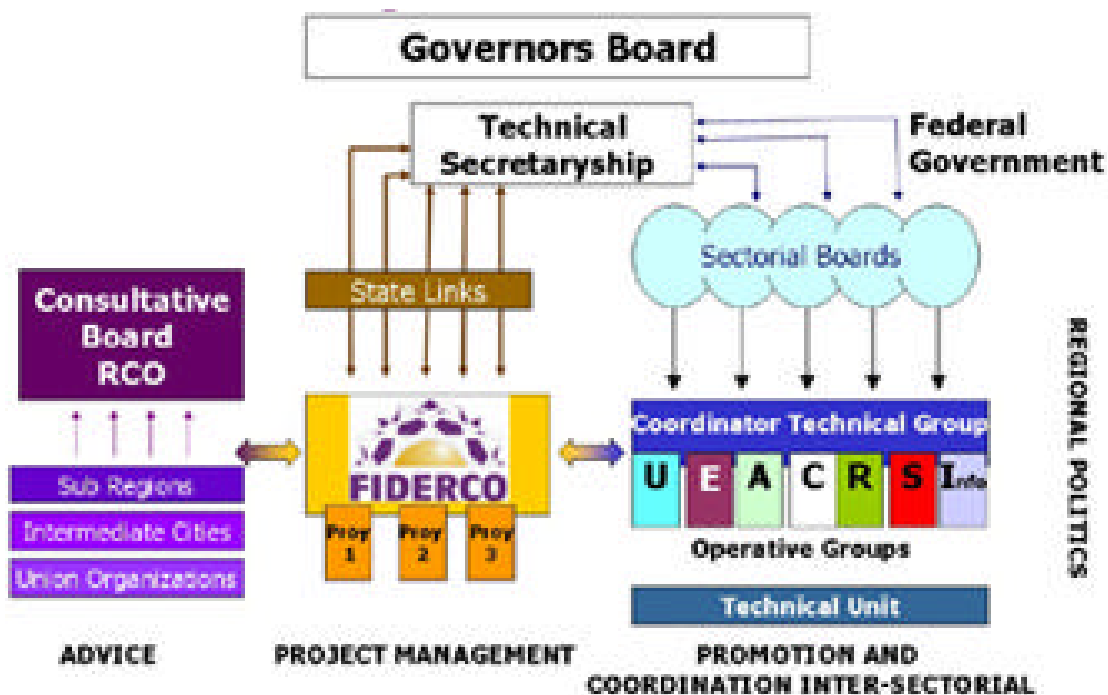 Governors Board
Technical
Secretaryship
Federal
Government
Sectorial Boards
State Links
Consultative
Board
RCO
Coordinator Technical Group
U E A C R S Info
FIDERCO
Sub Regions
Intermediate Cities
Union Organizations
Proy
1
Proy
2
Proy
3
Operative Groups
Technical Unit
REGIONAL POLITICS
ADVICE
PROJECT MANAGEMENT
PROMOTION AND
COORDINATION INTER-SECTORIAL